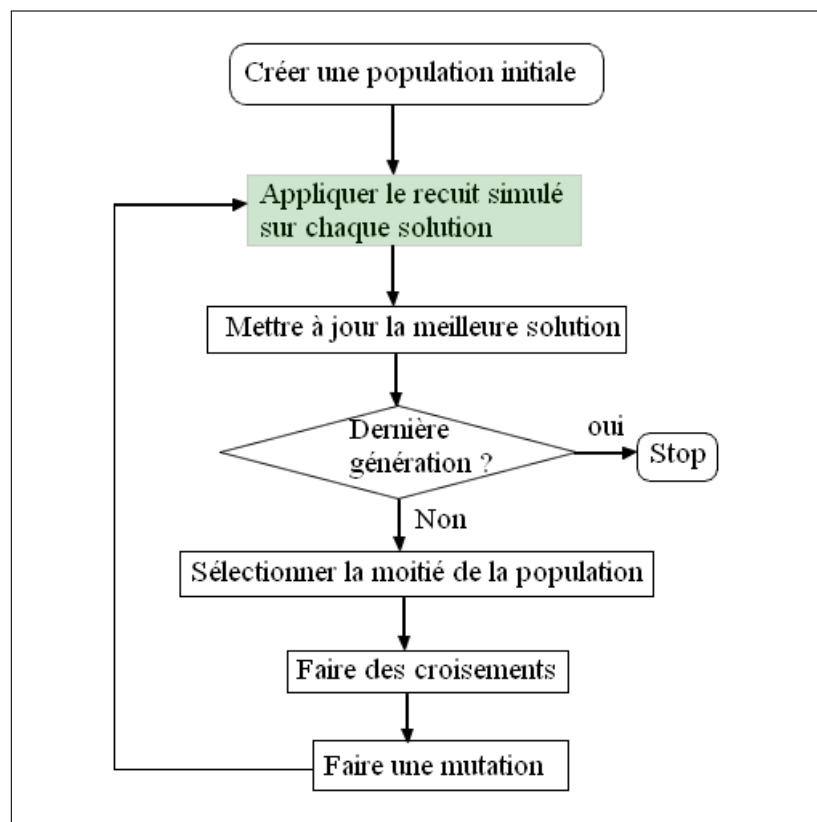 Créer une population initiale
Appliquer le recuit simulé
sur chaque solution
Mettre à jour la meilleure solution
Dernière
génération ?
oui
Stop
Non
Sélectionner la moitié de la population
Faire des croisements
Faire une mutation